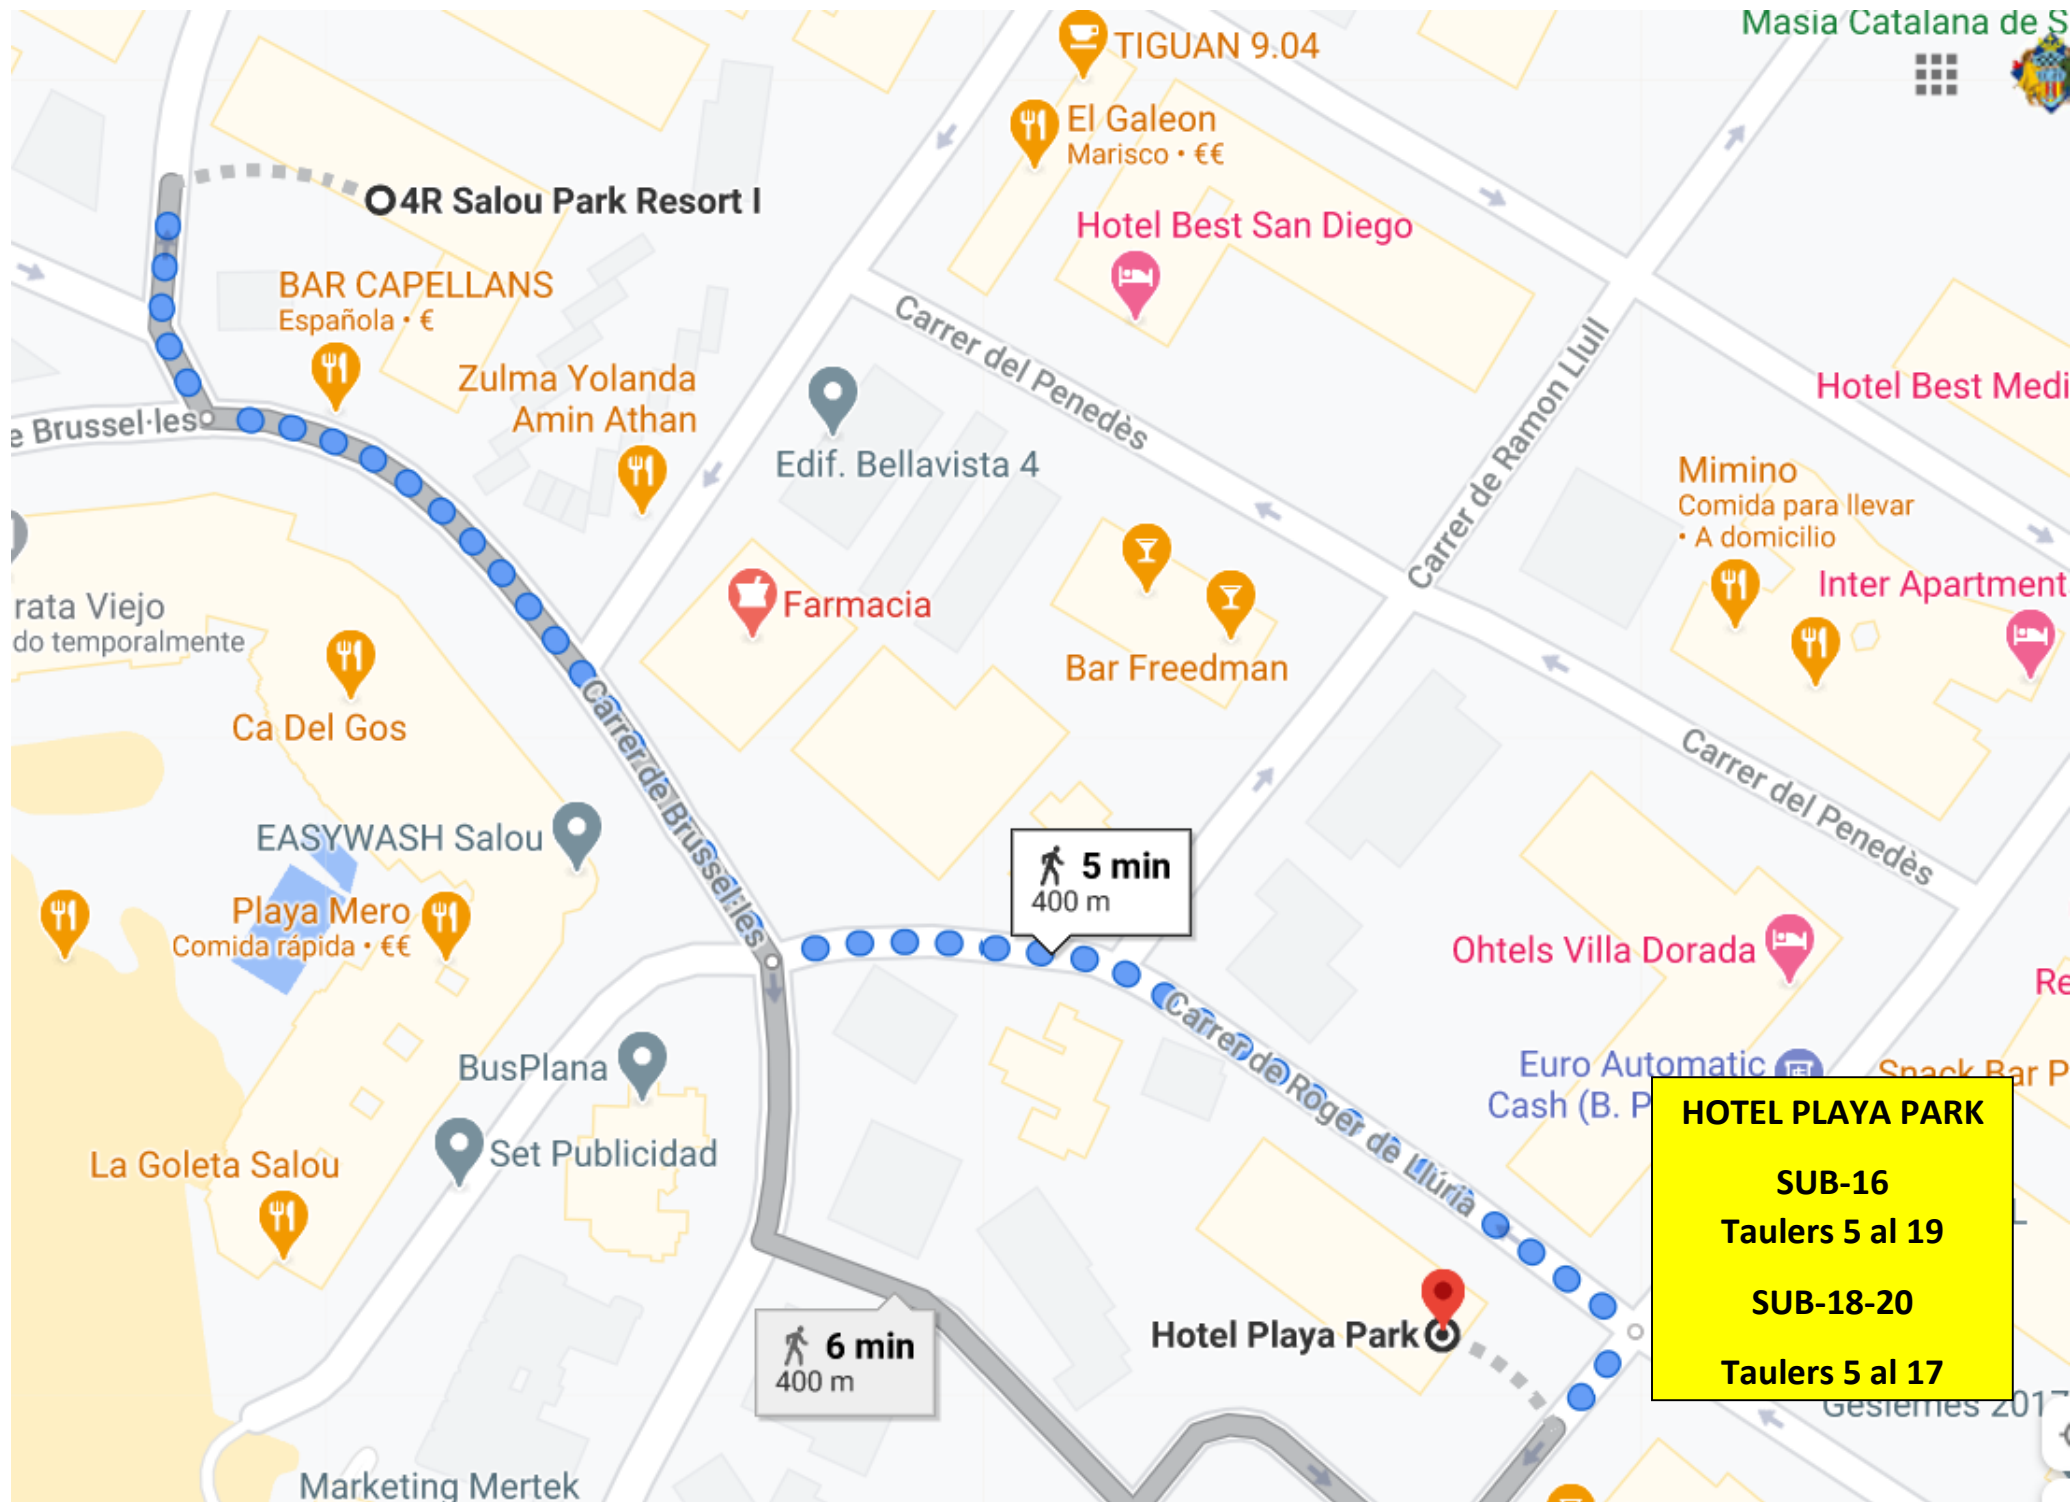 Masia Catalana de S
TIGUAN 9.04
El Galeon
Marisco • €€
4R Salou Park Resort I
Hotel Best San Diego
BAR CAPELLANS
Española • €
Carrer del Penedès
Carrer de Ramon Llull
Zulma Yolanda
Amin Athan
Hotel Best Medi
e Brussel·les
Edif. Bellavista 4
Mimino
Comida para llevar
• A domicilio
Inter Apartment
rata Viejo
do temporalmente
Farmacia
Bar Freedman
Ca Del Gos
Carrer de Brussel·les
Carrer del Penedès
EASYWASH Salou
5 min
400 m
Playa Mero
Comida rápida • €€
Ohtels Villa Dorada
Re
Carrer de Roger de Llúria
BusPlana
Euro Automatic
Cash (B. P
Snack Bar P
HOTEL PLAYA PARK
SUB-16
Taulers 5 al 19
SUB-18-20
Taulers 5 al 17
Set Publicidad
La Goleta Salou
Hotel Playa Park
6 min
400 m
Gesiemes 2017
Marketing Mertek